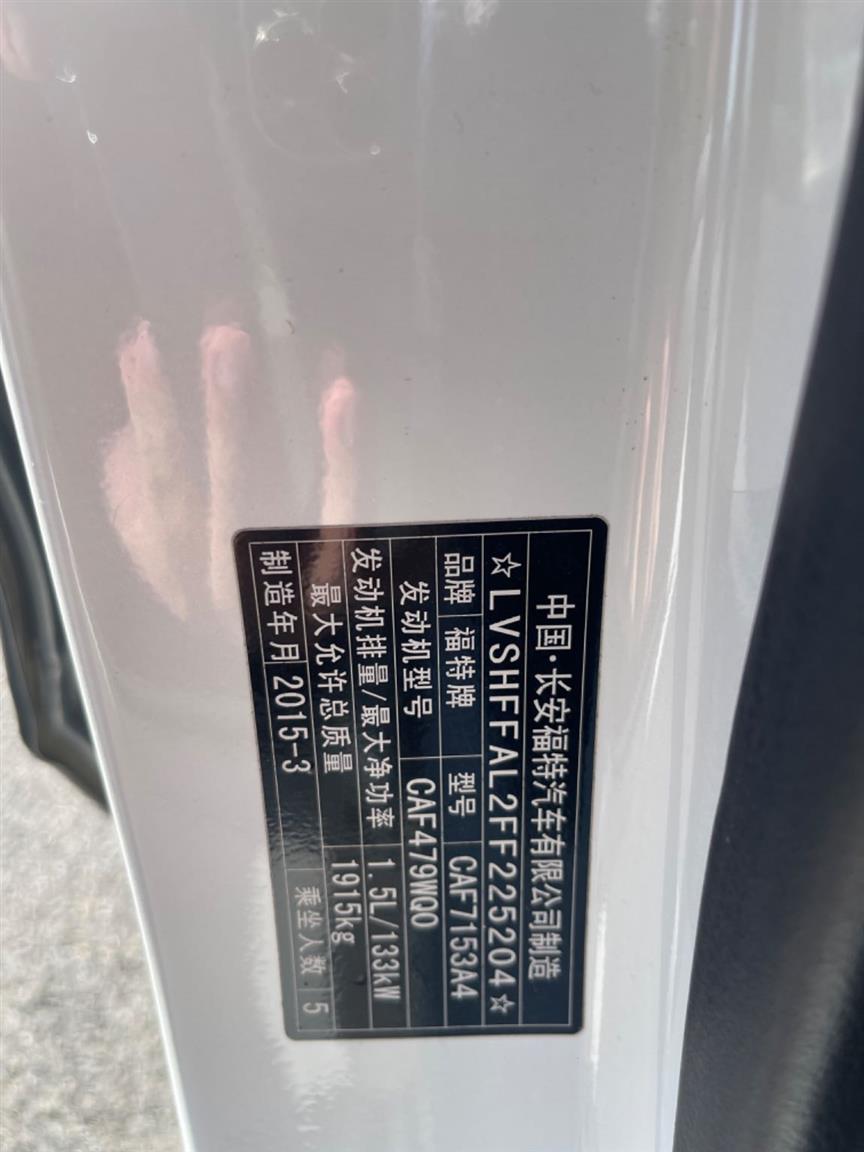 中国·长安福特汽车有限公司制造
☆LVSHFFAL2FF225204☆
品牌 福特牌 型号 CAF7153A4
发动机型号 CAF479WQ0
发动机排量/最大净功率 1.5L/133kW
最大允许总质量 1915kg
制造年月 2015-3 乘坐人数 5